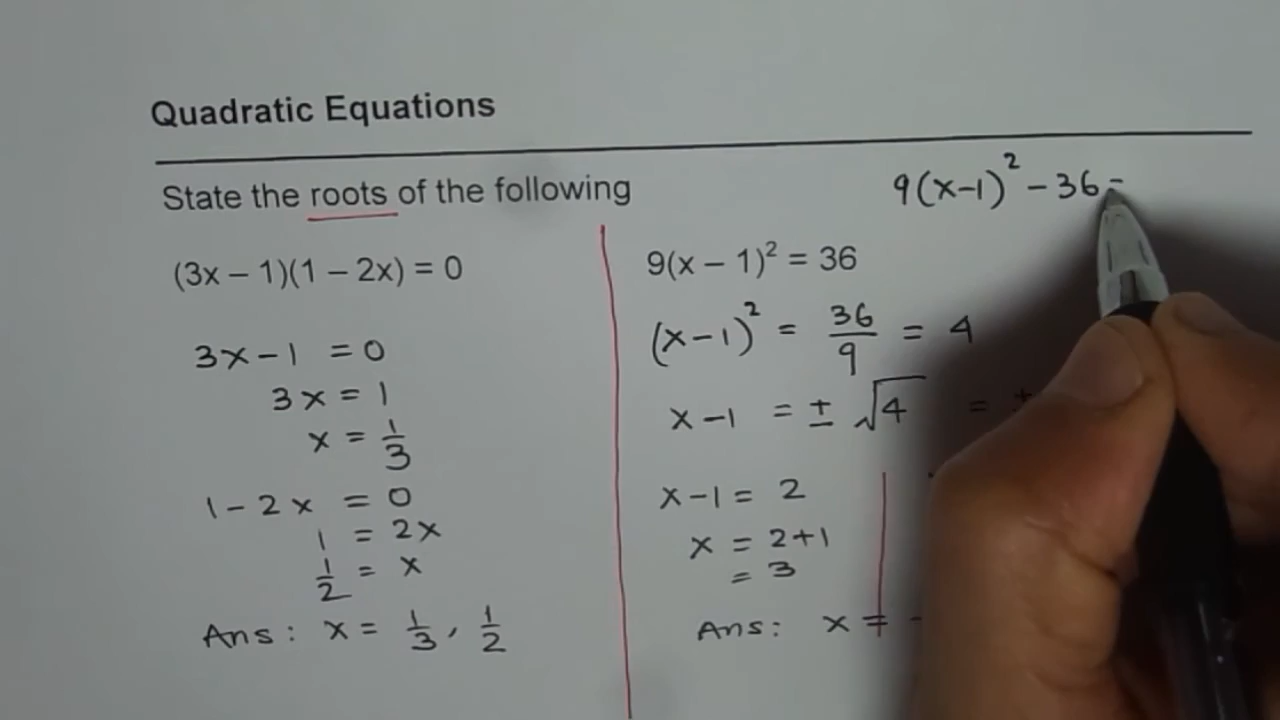 Quadratic Equations
State the roots of the following
(3x – 1)(1 – 2x) = 0
3x - 1 = 0
3x = 1
x = 1/3
1 - 2x = 0
1 = 2x
1/2 = x
Ans: x = 1/3, 1/2
9(x-1)² - 36 =
9(x – 1)² = 36
(x-1)² = 36/9 = 4
x - 1 = ± √4 = ±
x - 1 = 2
x = 2+1
= 3
Ans: x = -